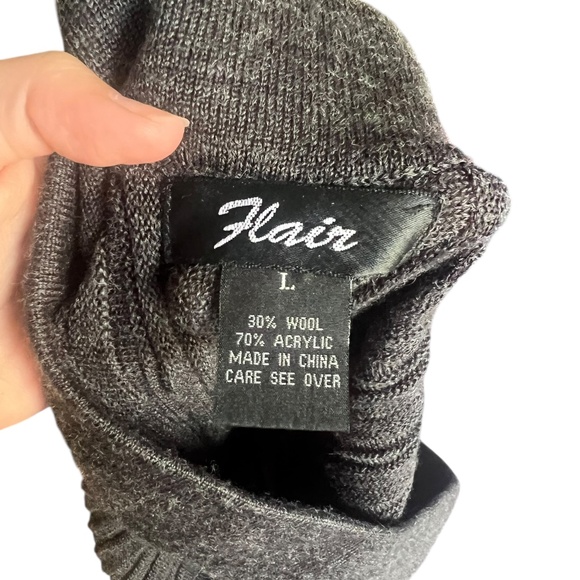 Flair
L
30% WOOL
70% ACRYLIC
MADE IN CHINA
CARE SEE OVER